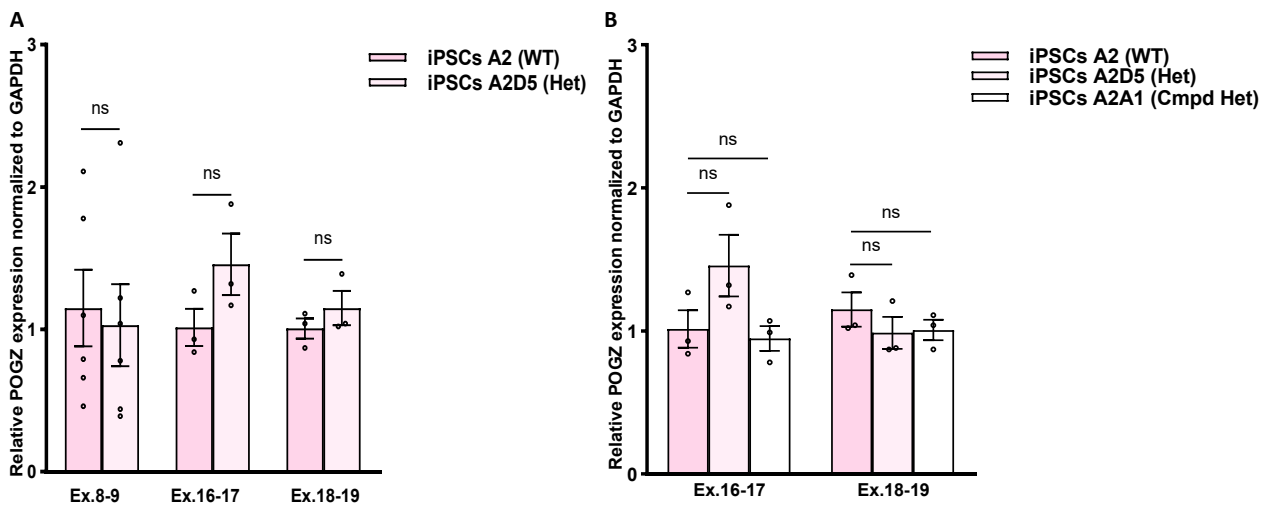 A
Relative POGZ expression normalized to GAPDH
3
2
1
0
ns
ns
ns
iPSCs A2 (WT)
iPSCs A2D5 (Het)
Ex.8-9
Ex.16-17
Ex.18-19
B
Relative POGZ expression normalized to GAPDH
3
2
1
0
ns
ns
ns
ns
iPSCs A2 (WT)
iPSCs A2D5 (Het)
iPSCs A2A1 (Cmpd Het)
Ex.16-17
Ex.18-19